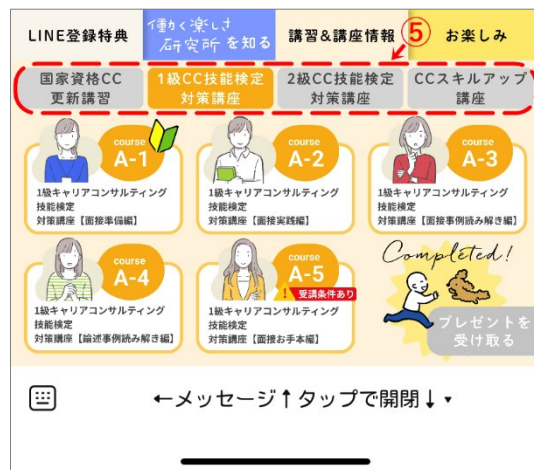 LINE登録特典
働く楽しさ
研究所を知る
講習&講座情報
⑤
お楽しみ
国家資格CC
更新講習
1級CC技能検定
対策講座
2級CC技能検定
対策講座
CCスキルアップ
講座
course
A-1
1級キャリアコンサルティング
技能検定
対策講座【面接準備編】
course
A-2
1級キャリアコンサルティング
技能検定
対策講座【面接実践編】
course
A-3
1級キャリアコンサルティング
技能検定
対策講座【面接事例読み解き編】
course
A-4
1級キャリアコンサルティング
技能検定
対策講座【論述事例読み解き編】
course
A-5
! 受講条件あり
1級キャリアコンサルティング
技能検定
対策講座【面接お手本編】
Completed!
プレゼントを
受け取る
←メッセージ↑タップで開閉↓▾